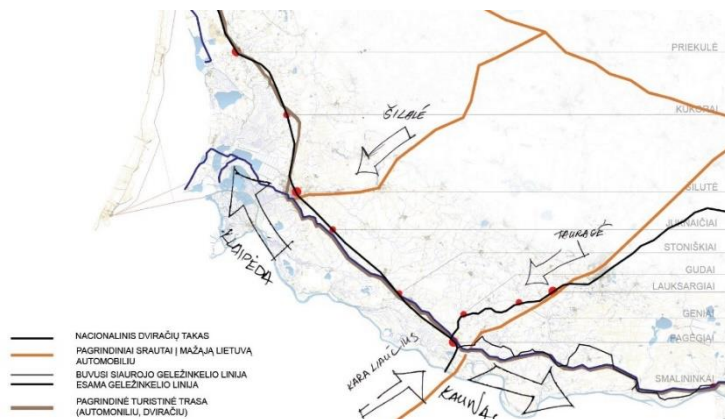 PRIEKULĖ
KUKORAI
ŠILALĖ
ŠILUTĖ
JUKNAIČIAI
TAURAGĖ
STONIŠKIAI
KLAIPĖDA
GUDAI
LAUKSARGIAI
GENIAI
PAGĖGIAI
KARALIAUČIUS
KAUNAS
SMALININKAI
NACIONALINIS DVIRAČIŲ TAKAS
PAGRINDINIAI SRAUTAI Į MAŽĄJĄ LIETUVĄ
AUTOMOBILIU
BUVUSI SIAUROJO GELEŽINKELIO LINIJA
ESAMA GELEŽINKELIO LINIJA
PAGRINDINĖ TURISTINĖ TRASA
(AUTOMONILIU, DVIRAČIU)